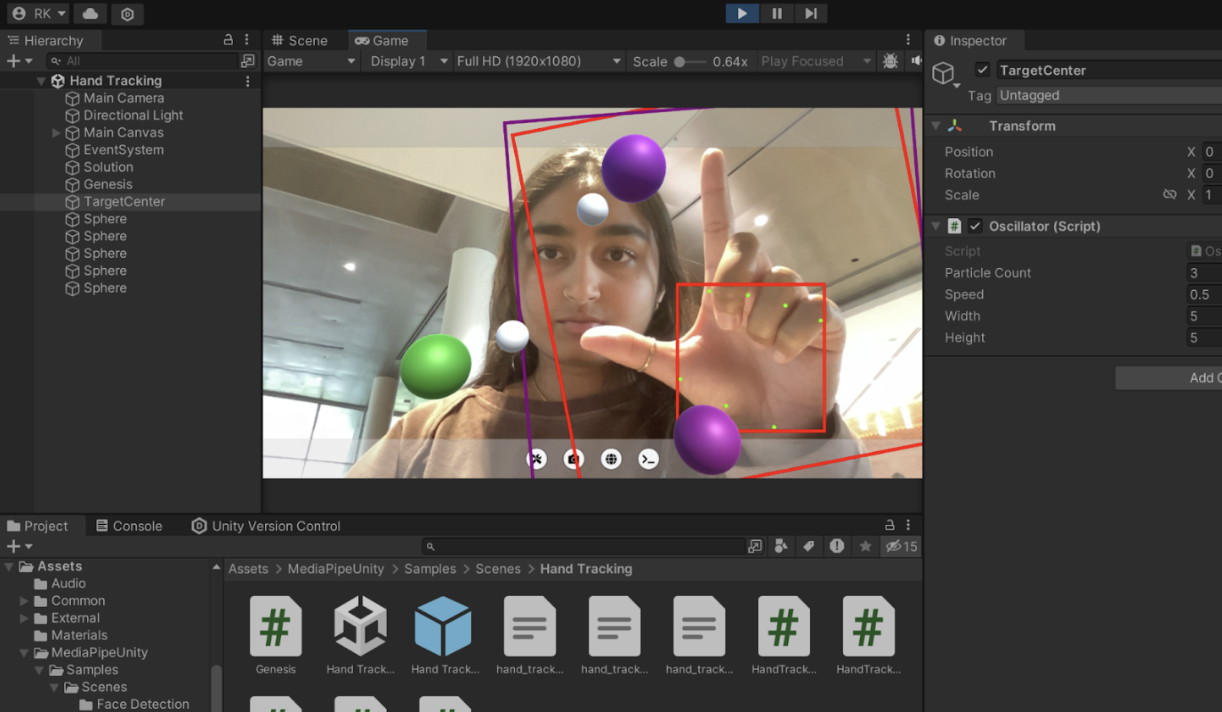 RK
Hierarchy
All
Hand Tracking
Main Camera
Directional Light
Main Canvas
EventSystem
Solution
Genesis
TargetCenter
Sphere
Sphere
Sphere
Sphere
Sphere
Scene
Game
Game
Display 1
Full HD (1920x1080)
Scale
0.64x
Play Focused
Inspector
TargetCenter
Tag
Untagged
Transform
Position X 0
Rotation X 0
Scale X 1
# Oscillator (Script)
Script Os
Particle Count 3
Speed 0.5
Width 5
Height 5
Add C
Project
Console
Unity Version Control
15
Assets
Audio
Common
External
Materials
MediaPipeUnity
Samples
Scenes
Face Detection
Assets > MediaPipeUnity > Samples > Scenes > Hand Tracking
# # #
Genesis
Hand Track...
Hand Track...
hand_track...
hand_track...
hand_track...
HandTrack...
HandTrack...